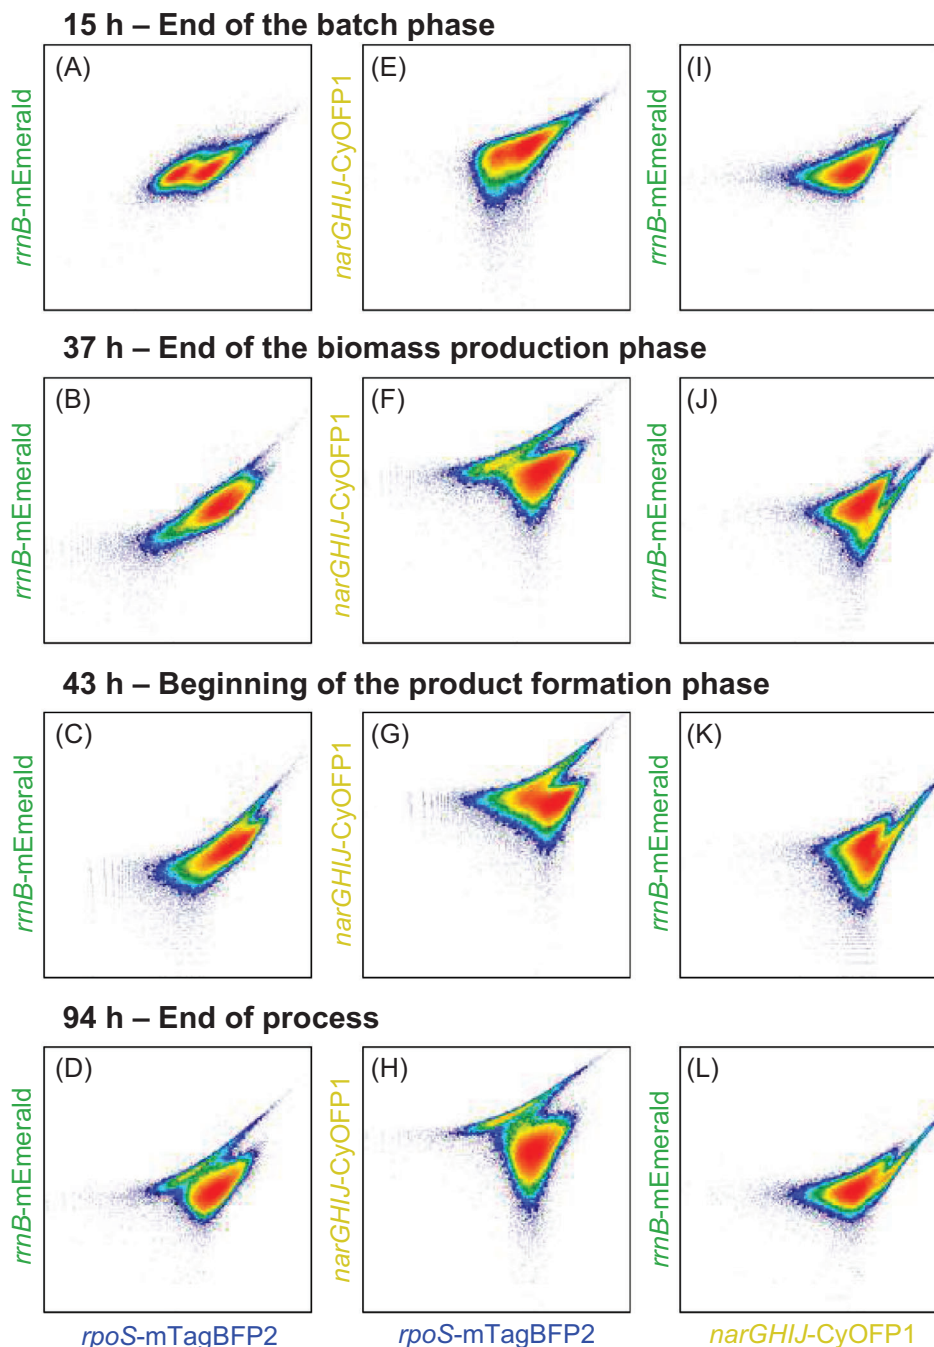 15 h – End of the batch phase
(A)
(E)
(I)
rrnB-mEmerald
narGHIJ-CyOFP1
rrnB-mEmerald
37 h – End of the biomass production phase
(B)
(F)
(J)
rrnB-mEmerald
narGHIJ-CyOFP1
rrnB-mEmerald
43 h – Beginning of the product formation phase
(C)
(G)
(K)
rrnB-mEmerald
narGHIJ-CyOFP1
rrnB-mEmerald
94 h – End of process
(D)
(H)
(L)
rrnB-mEmerald
narGHIJ-CyOFP1
rrnB-mEmerald
rpoS-mTagBFP2
rpoS-mTagBFP2
narGHIJ-CyOFP1